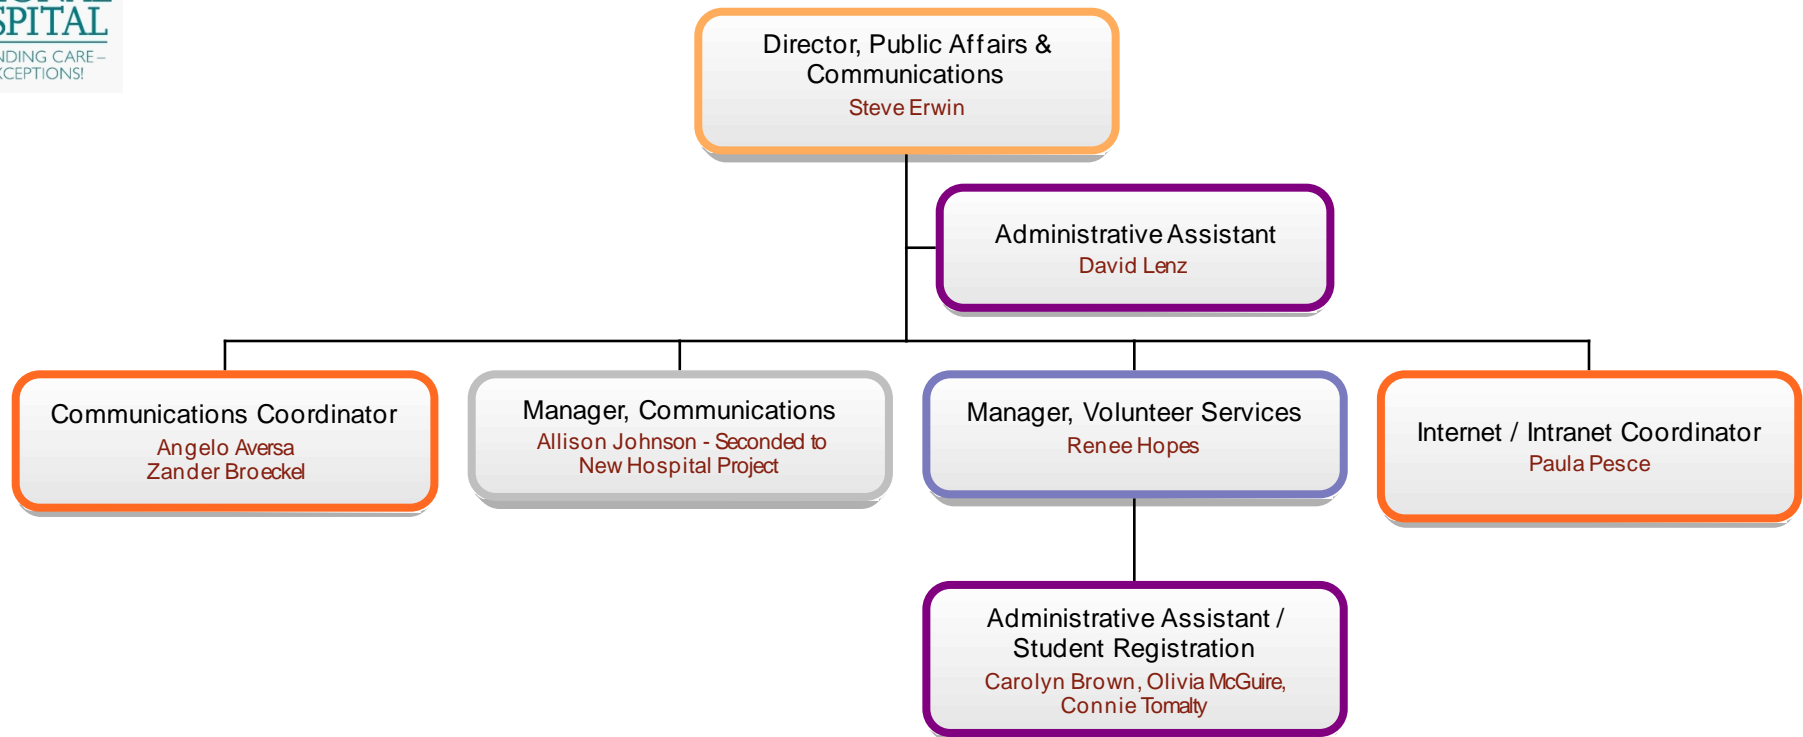 SPITAL
NDING CARE –
XCEPTIONS!
Director, Public Affairs &
Communications
Steve Erwin
Administrative Assistant
David Lenz
Communications Coordinator
Angelo Aversa
Zander Broeckel
Manager, Communications
Allison Johnson - Seconded to
New Hospital Project
Manager, Volunteer Services
Renee Hopes
Internet / Intranet Coordinator
Paula Pesce
Administrative Assistant /
Student Registration
Carolyn Brown, Olivia McGuire,
Connie Tomalty